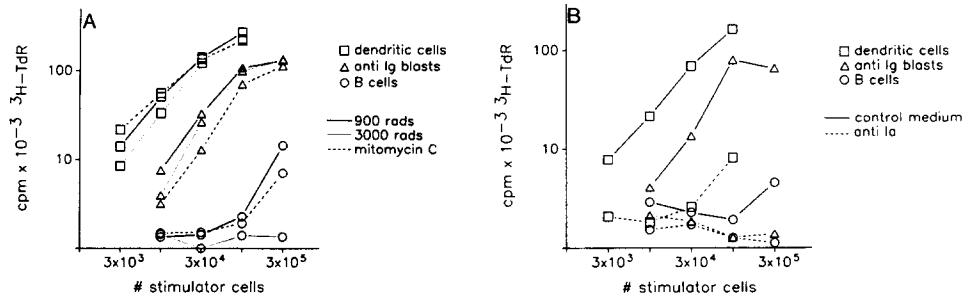 A
cpm x 10⁻³ ³H-TdR
100
10
3x10³
3x10⁴
3x10⁵
# stimulator cells
dendritic cells
anti Ig blasts
B cells
900 rads
3000 rads
mitomycin C
B
cpm x 10⁻³ ³H-TdR
100
10
3x10³
3x10⁴
3x10⁵
# stimulator cells
dendritic cells
anti Ig blasts
B cells
control medium
anti Ia